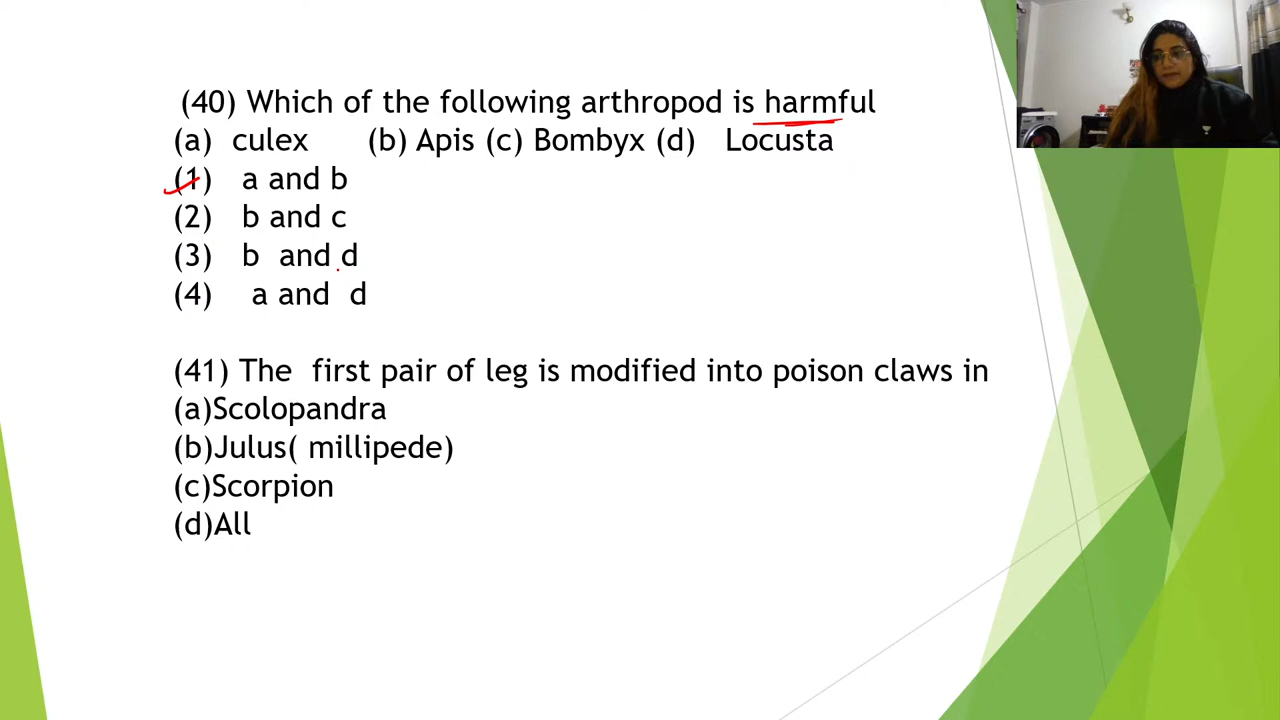 (40) Which of the following arthropod is harmful
(a) culex (b) Apis (c) Bombyx (d) Locusta
(1) a and b
(2) b and c
(3) b and d
(4) a and d
(41) The first pair of leg is modified into poison claws in
(a)Scolopandra
(b)Julus( millipede)
(c)Scorpion
(d)All